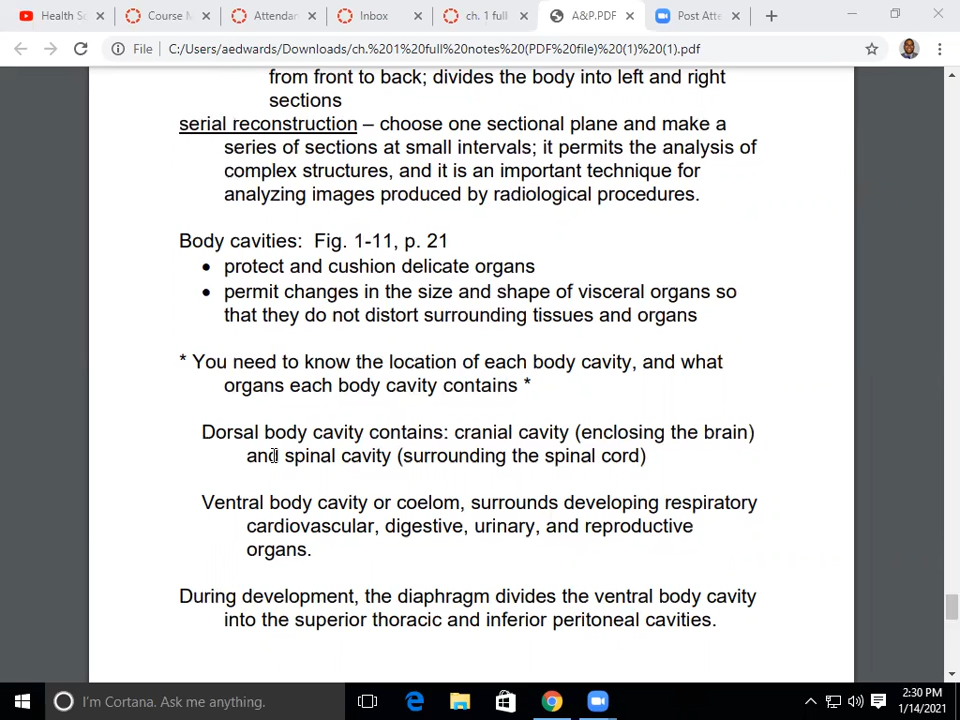 Health Sc
Course M
Attendan
Inbox
ch. 1 full
A&P.PDF
Post Atte
File
C:/Users/aedwards/Downloads/ch.%201%20full%20notes%20(PDF%20file)%20(1)%20(1).pdf
from front to back; divides the body into left and right
sections
serial reconstruction – choose one sectional plane and make a
series of sections at small intervals; it permits the analysis of
complex structures, and it is an important technique for
analyzing images produced by radiological procedures.
Body cavities: Fig. 1-11, p. 21
• protect and cushion delicate organs
• permit changes in the size and shape of visceral organs so
that they do not distort surrounding tissues and organs
* You need to know the location of each body cavity, and what
organs each body cavity contains *
Dorsal body cavity contains: cranial cavity (enclosing the brain)
and spinal cavity (surrounding the spinal cord)
Ventral body cavity or coelom, surrounds developing respiratory
cardiovascular, digestive, urinary, and reproductive
organs.
During development, the diaphragm divides the ventral body cavity
into the superior thoracic and inferior peritoneal cavities.
I'm Cortana. Ask me anything.
2:30 PM
1/14/2021